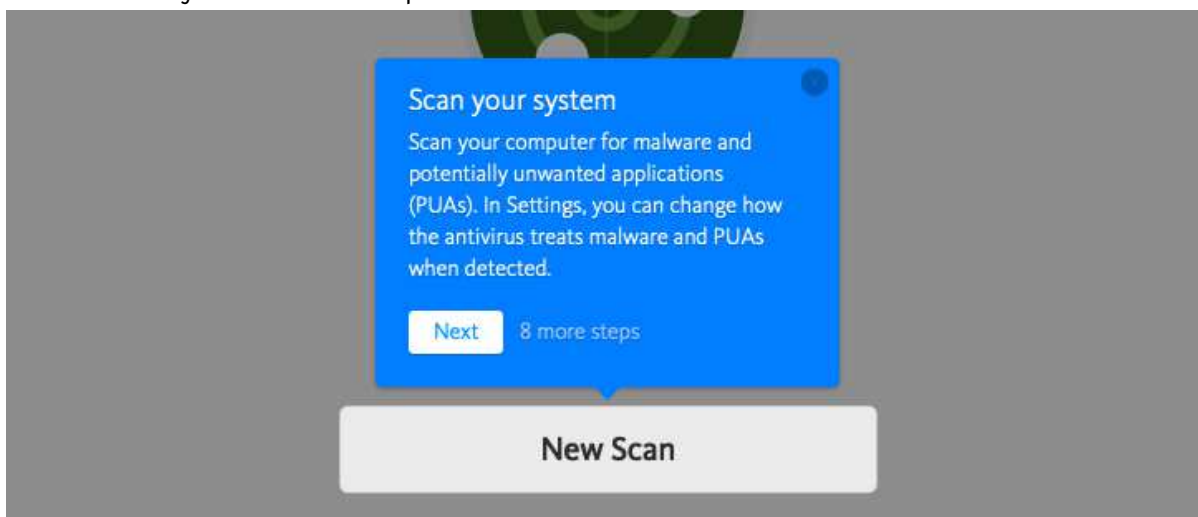 Scan your system
Scan your computer for malware and
potentially unwanted applications
(PUAs). In Settings, you can change how
the antivirus treats malware and PUAs
when detected.
Next 8 more steps
New Scan